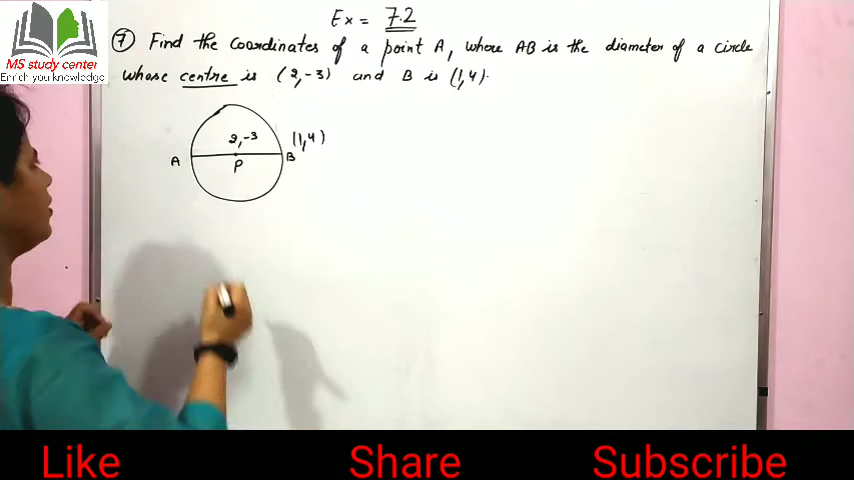 Ex = 7.2
MS study center
Enrich you knowledge
⑦ Find the coordinates of a point A, where AB is the diameter of a circle
whose centre is (2,-3) and B is (1,4).
2,-3
(1,4)
A
P
B
Like Share Subscribe